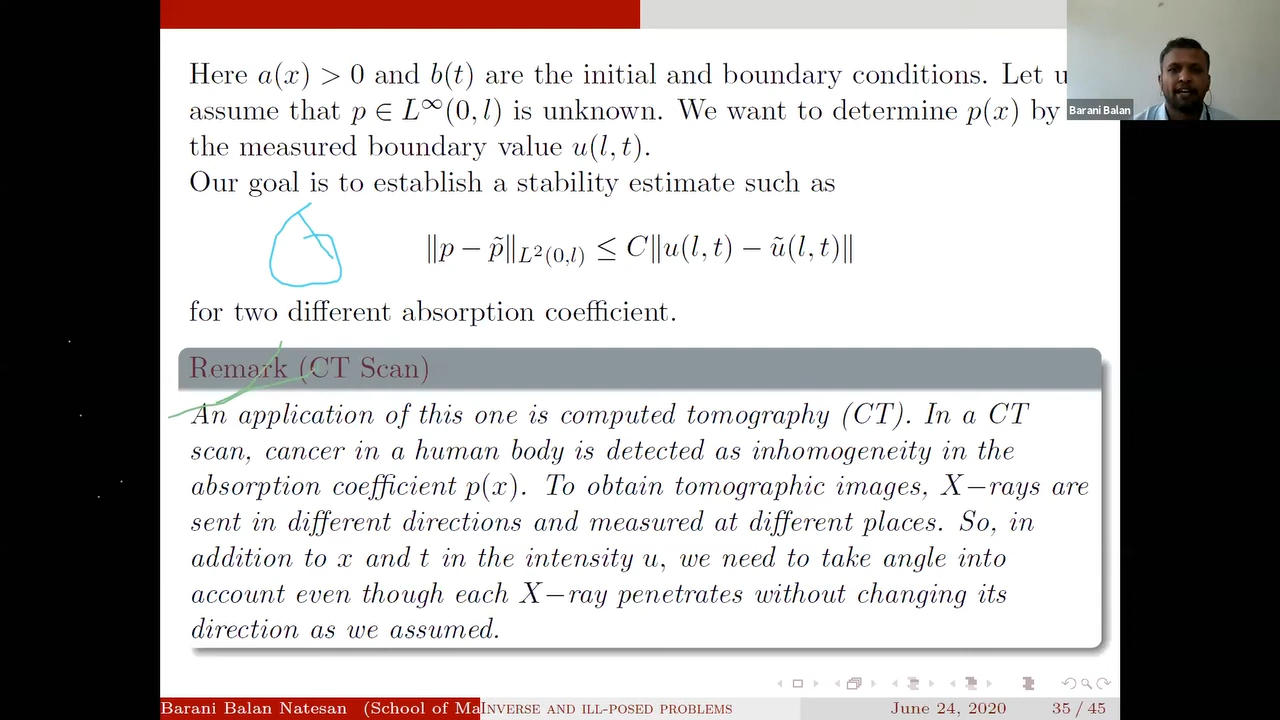 Here a(x) > 0 and b(t) are the initial and boundary conditions. Let u
assume that p ∈ L^∞(0, l) is unknown. We want to determine p(x) by
the measured boundary value u(l, t).
Our goal is to establish a stability estimate such as
‖p − p̃‖_{L²(0,l)} ≤ C‖u(l, t) − ũ(l, t)‖
for two different absorption coefficient.
Remark (CT Scan)
An application of this one is computed tomography (CT). In a CT
scan, cancer in a human body is detected as inhomogeneity in the
absorption coefficient p(x). To obtain tomographic images, X−rays are
sent in different directions and measured at different places. So, in
addition to x and t in the intensity u, we need to take angle into
account even though each X−ray penetrates without changing its
direction as we assumed.
Barani Balan
Barani Balan Natesan (School of Ma Inverse and ill-posed problems June 24, 2020 35 / 45